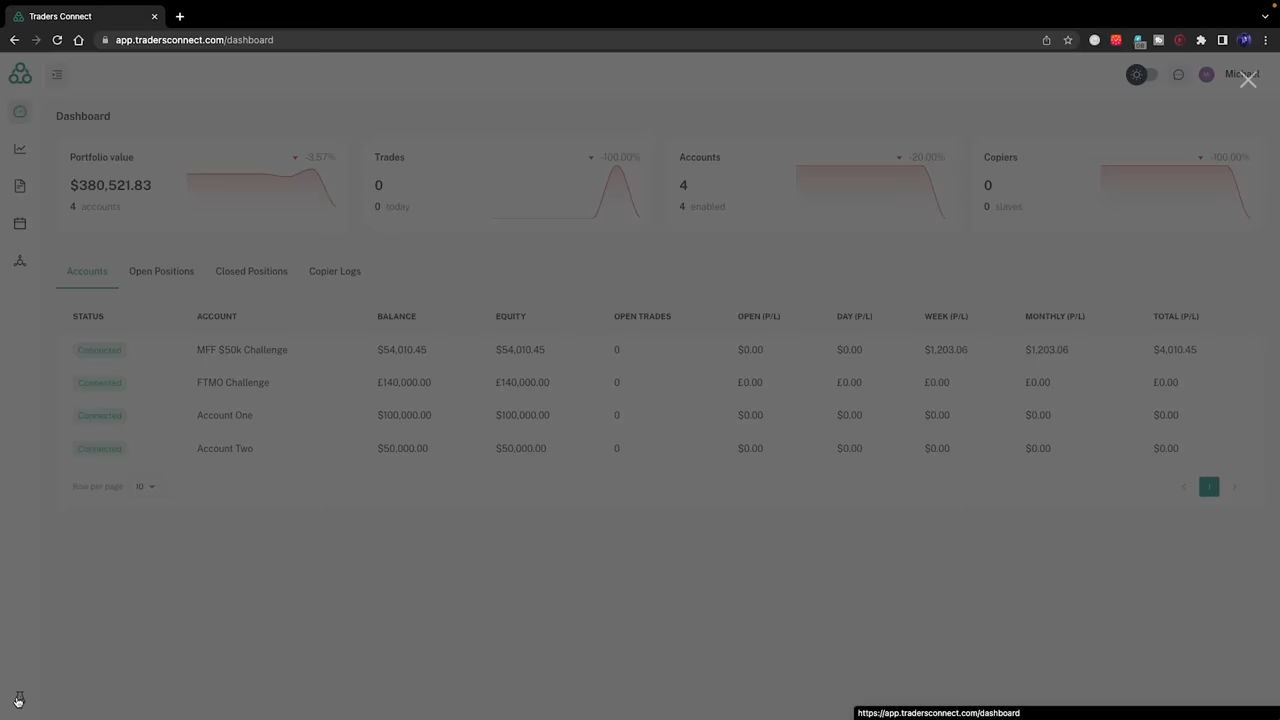 Traders Connect
app.tradersconnect.com/dashboard
Dashboard
Portfolio value -3.57%
$380,521.83
4 accounts
Trades -100.00%
0
0 today
Accounts -20.00%
4
4 enabled
Copiers -100.00%
0
0 slaves
Accounts Open Positions Closed Positions Copier Logs
STATUS ACCOUNT BALANCE EQUITY OPEN TRADES OPEN (P/L) DAY (P/L) WEEK (P/L) MONTHLY (P/L) TOTAL (P/L)
Connected MFF $50k Challenge $54,010.45 $54,010.45 0 $0.00 $0.00 $1,203.06 $1,203.06 $4,010.45
Connected FTMO Challenge £140,000.00 £140,000.00 0 £0.00 £0.00 £0.00 £0.00 £0.00
Connected Account One $100,000.00 $100,000.00 0 $0.00 $0.00 $0.00 $0.00 $0.00
Connected Account Two $50,000.00 $50,000.00 0 $0.00 $0.00 $0.00 $0.00 $0.00
Row per page 10 1
https://app.tradersconnect.com/dashboard